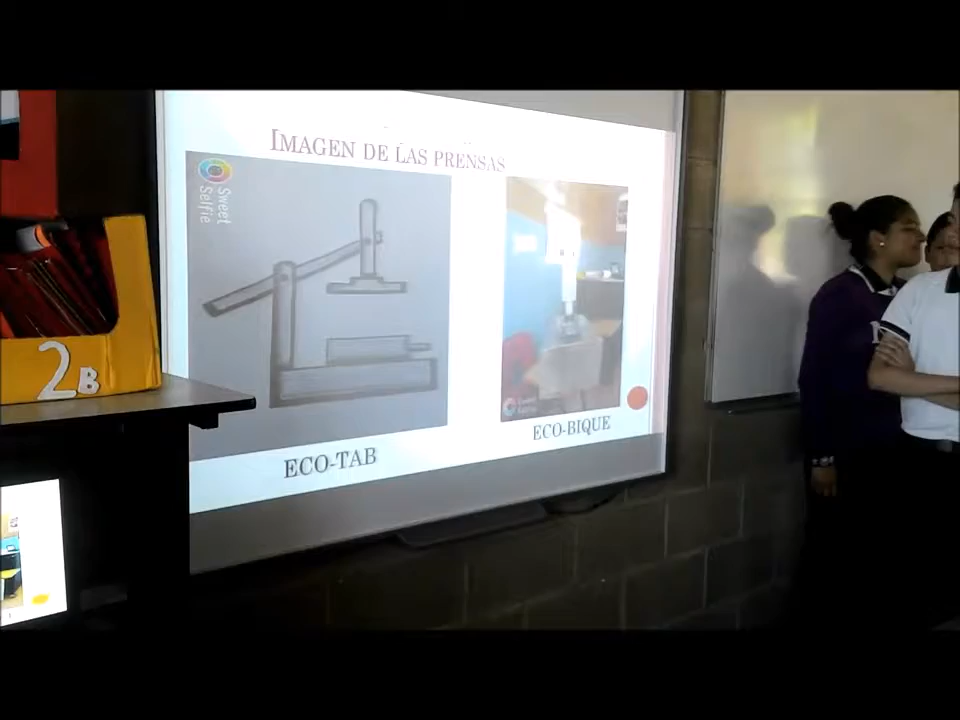 IMAGEN DE LAS PRENSAS
Sweet
Selfie
ECO-TAB
ECO-BIQUE
2B